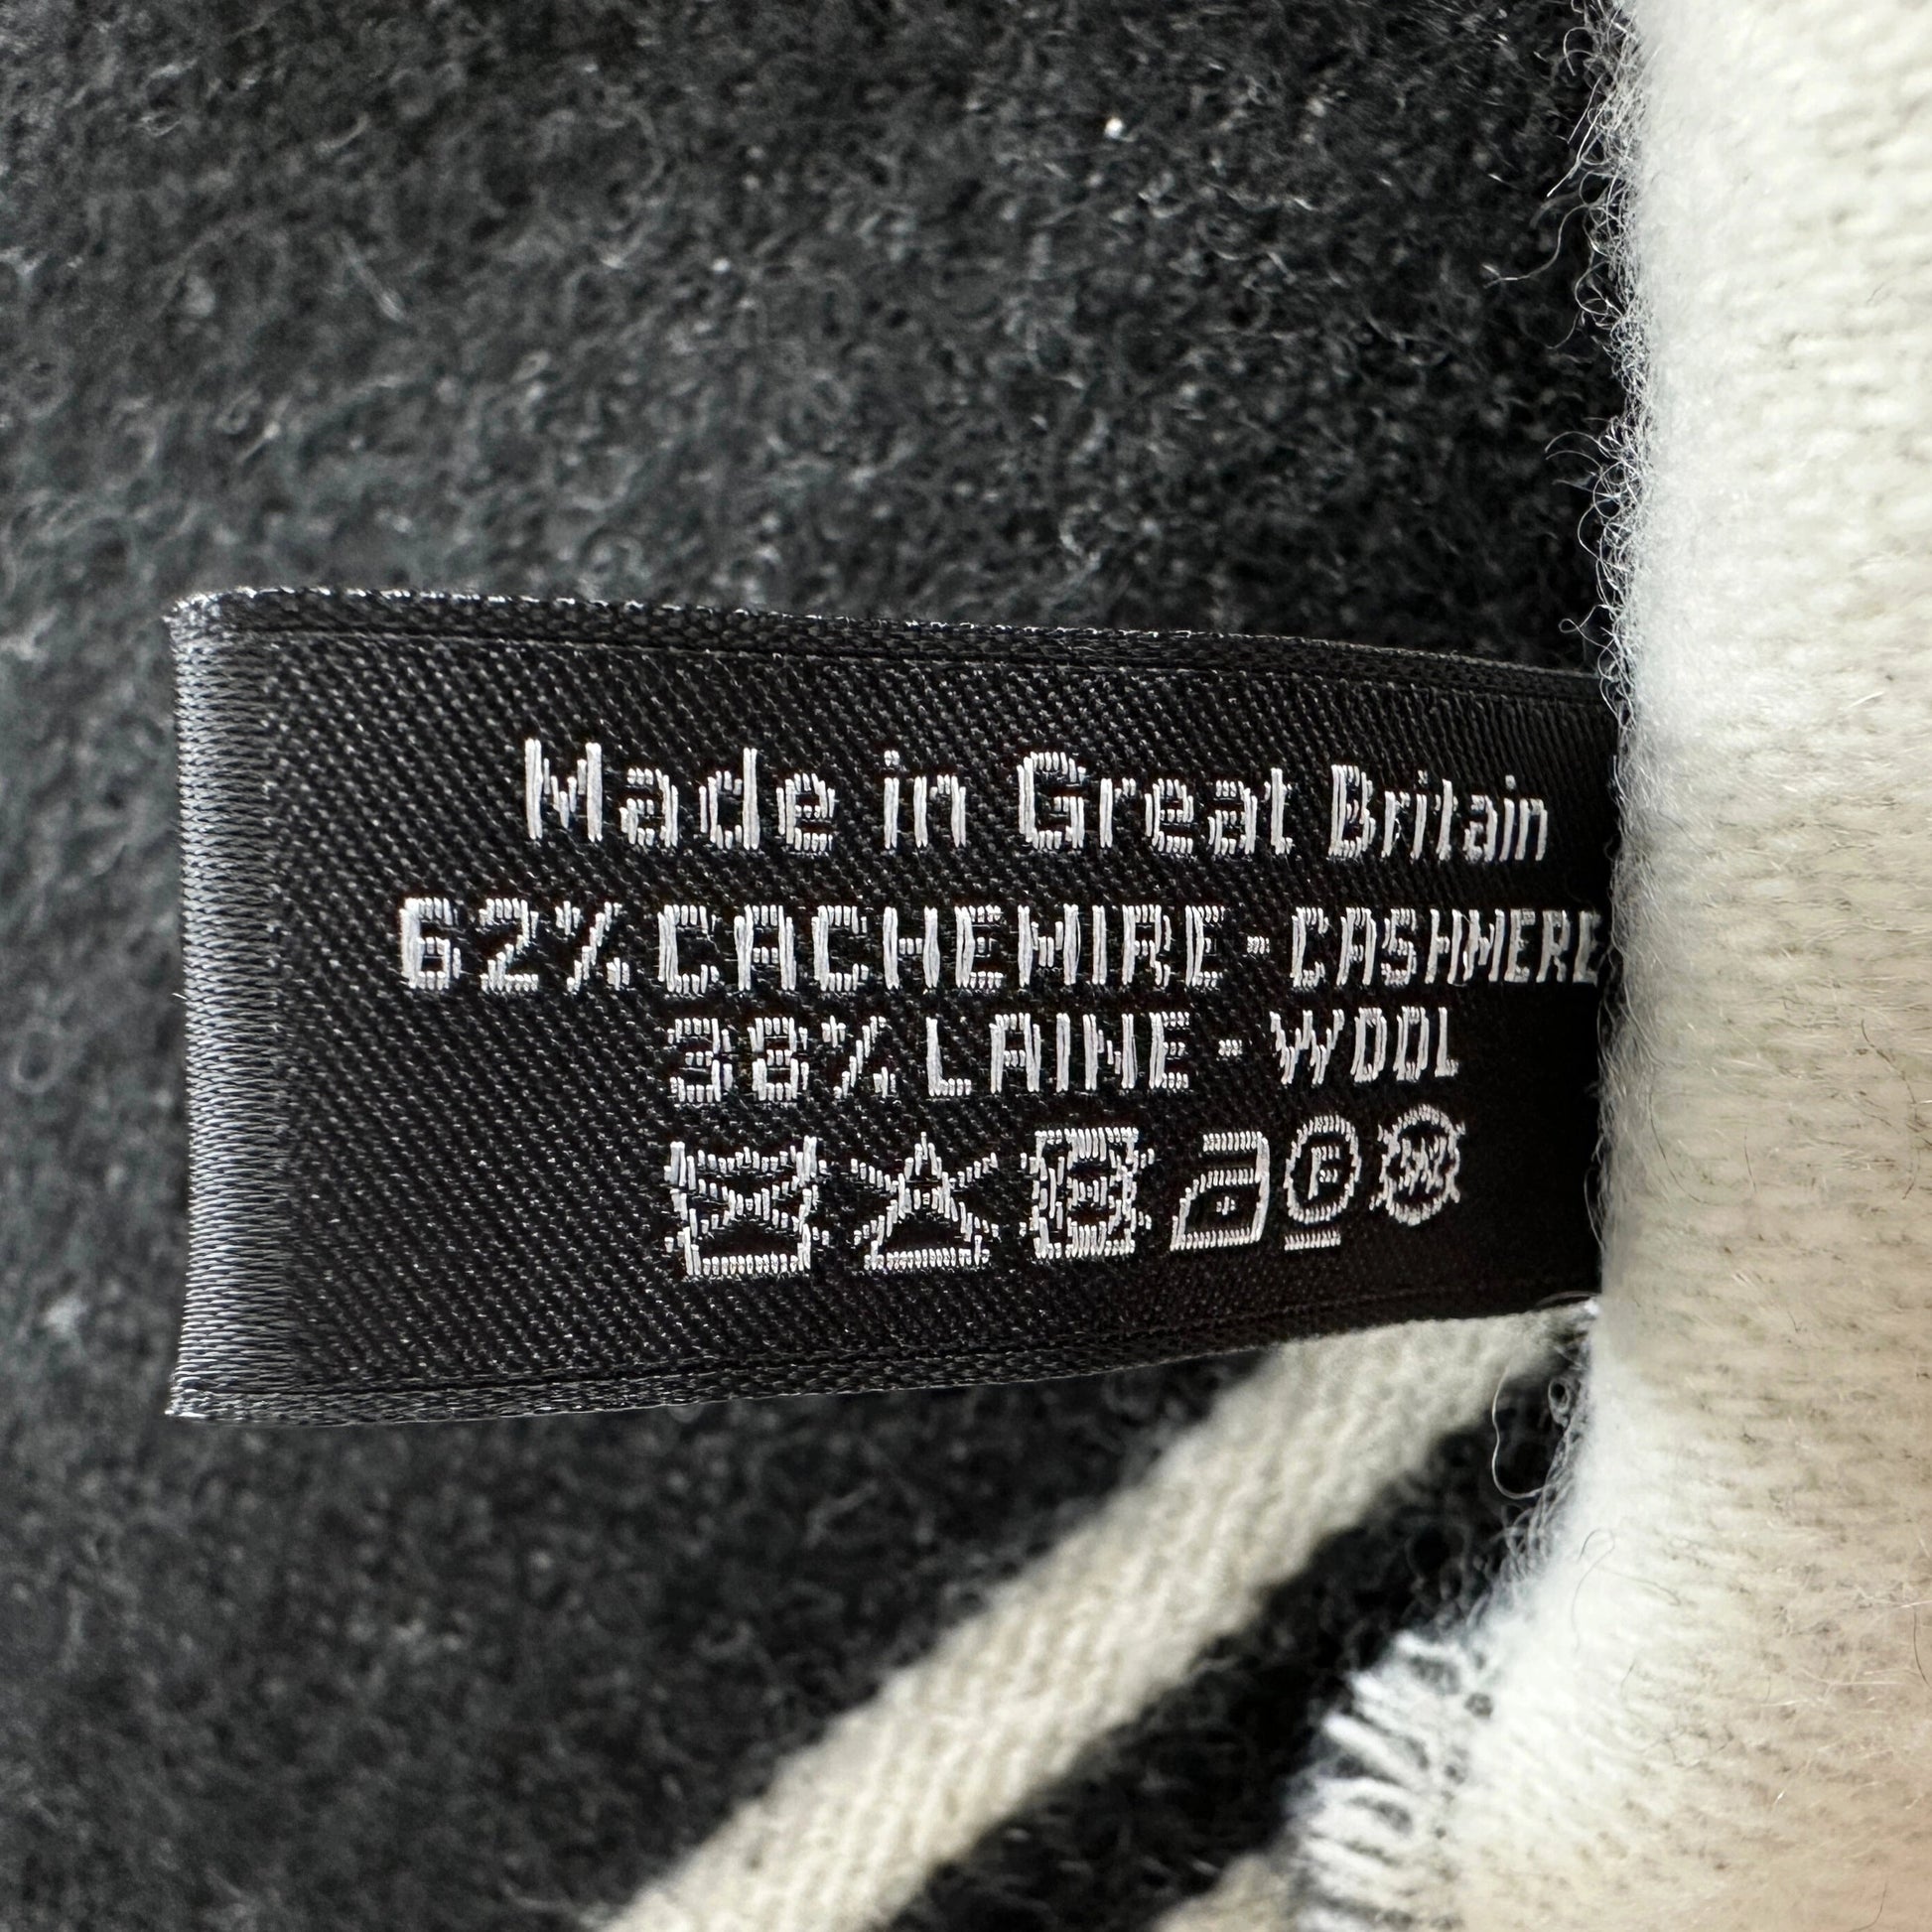 Made in Great Britain
62% CACHEMIRE - CASHMERE
38% LAINE - WOOL
F W